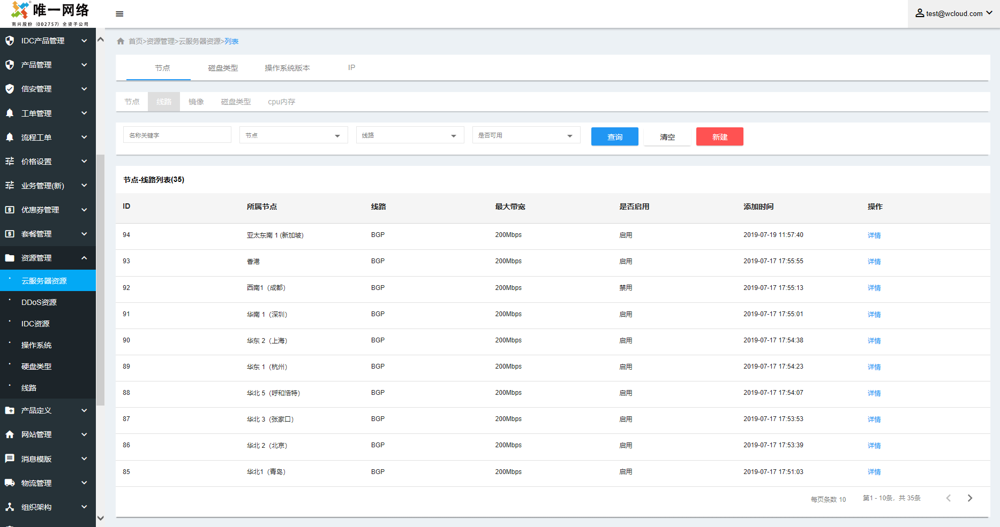 唯一网络
南兴股份 (002757) 全资子公司
test@wcloud.com
IDC产品管理
产品管理
信安管理
工单管理
流程工单
价格设置
业务管理(新)
优惠券管理
套餐管理
资源管理
云服务器资源
DDoS资源
IDC资源
操作系统
硬盘类型
线路
产品定义
网站管理
消息模版
物流管理
组织架构
首页>资源管理>云服务器资源>列表
节点 磁盘类型 操作系统版本 IP
节点 线路 镜像 磁盘类型 cpu内存
名称关键字 节点 线路 是否可用 查询 清空 新建
节点-线路列表(35)
ID 所属节点 线路 最大带宽 是否启用 添加时间 操作
94 亚太东南 1 (新加坡) BGP 200Mbps 启用 2019-07-19 11:57:40 详情
93 香港 BGP 200Mbps 启用 2019-07-17 17:55:55 详情
92 西南1（成都） BGP 200Mbps 禁用 2019-07-17 17:55:13 详情
91 华南 1（深圳） BGP 200Mbps 启用 2019-07-17 17:55:01 详情
90 华东 2（上海） BGP 200Mbps 启用 2019-07-17 17:54:38 详情
89 华东 1（杭州） BGP 200Mbps 启用 2019-07-17 17:54:23 详情
88 华北 5（呼和浩特） BGP 200Mbps 启用 2019-07-17 17:54:07 详情
87 华北 3（张家口） BGP 200Mbps 启用 2019-07-17 17:53:53 详情
86 华北 2（北京） BGP 200Mbps 启用 2019-07-17 17:53:39 详情
85 华北1（青岛） BGP 200Mbps 启用 2019-07-17 17:51:03 详情
每页条数 10 第1 - 10条，共 35条